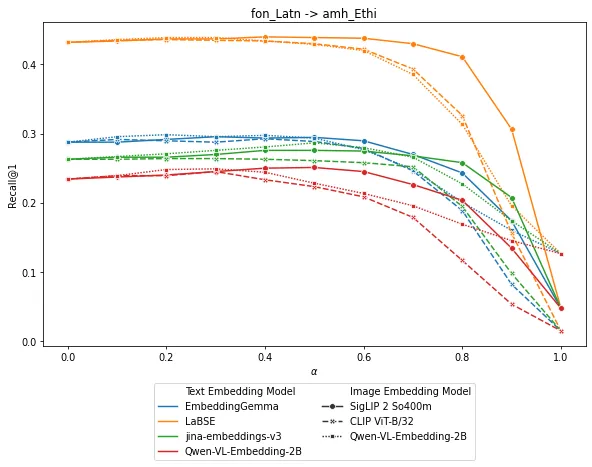 fon_Latn -> amh_Ethi
Recall@1
0.4
0.3
0.2
0.1
0.0
0.0 0.2 0.4 0.6 0.8 1.0
α
Text Embedding Model
EmbeddingGemma
LaBSE
jina-embeddings-v3
Qwen-VL-Embedding-2B
Image Embedding Model
SigLIP 2 So400m
CLIP ViT-B/32
Qwen-VL-Embedding-2B